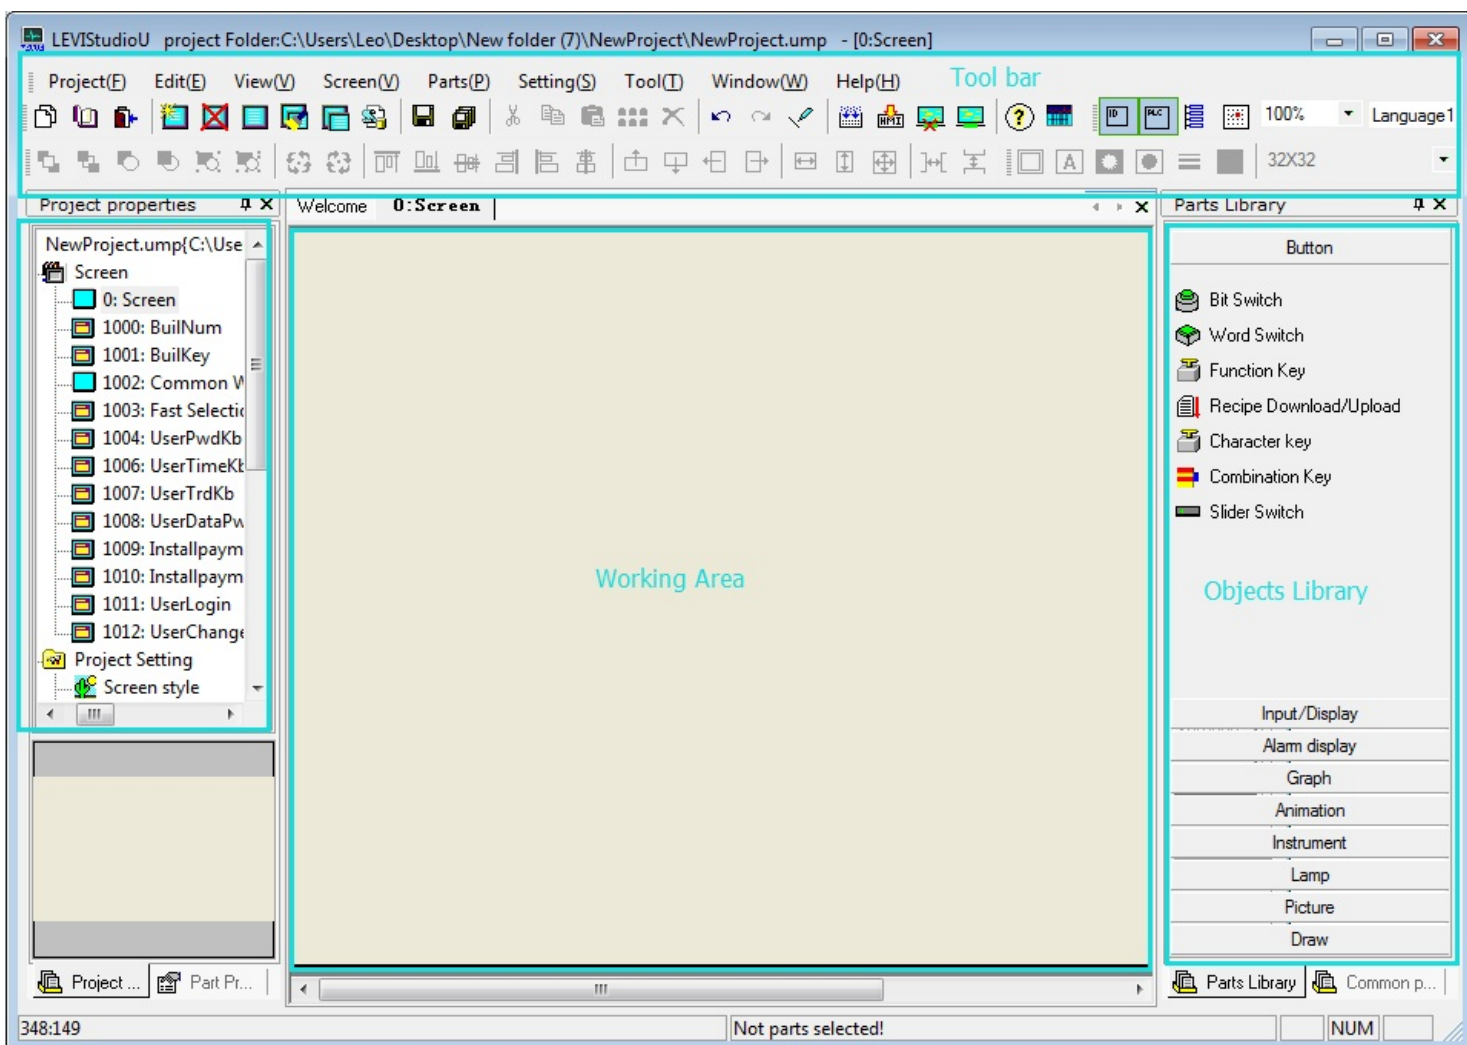 LEVIStudioU project Folder:C:\Users\Leo\Desktop\New folder (7)\NewProject\NewProject.ump - [0:Screen]
Project(F) Edit(E) View(V) Screen(V) Parts(P) Setting(S) Tool(T) Window(W) Help(H) Tool bar
ID PLC 100% Language1
HMI
A 32X32
Project properties
Welcome 0:Screen
Parts Library
NewProject.ump{C:\Use
Screen
0: Screen
1000: BuilNum
1001: BuilKey
1002: Common W
1003: Fast Selectio
1004: UserPwdKb
1006: UserTimeKb
1007: UserTrdKb
1008: UserDataPw
1009: Installpaym
1010: Installpaym
1011: UserLogin
1012: UserChange
Project Setting
Screen style
Project ... Part Pr...
Working Area
Button
Bit Switch
Word Switch
Function Key
Recipe Download/Upload
Character key
Combination Key
Slider Switch
Objects Library
Input/Display
Alarm display
Graph
Animation
Instrument
Lamp
Picture
Draw
Parts Library Common p...
348:149 Not parts selected! NUM